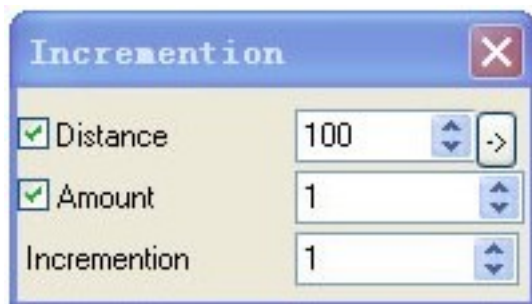 Incremention
Distance 100 ->
Amount 1
Incremention 1